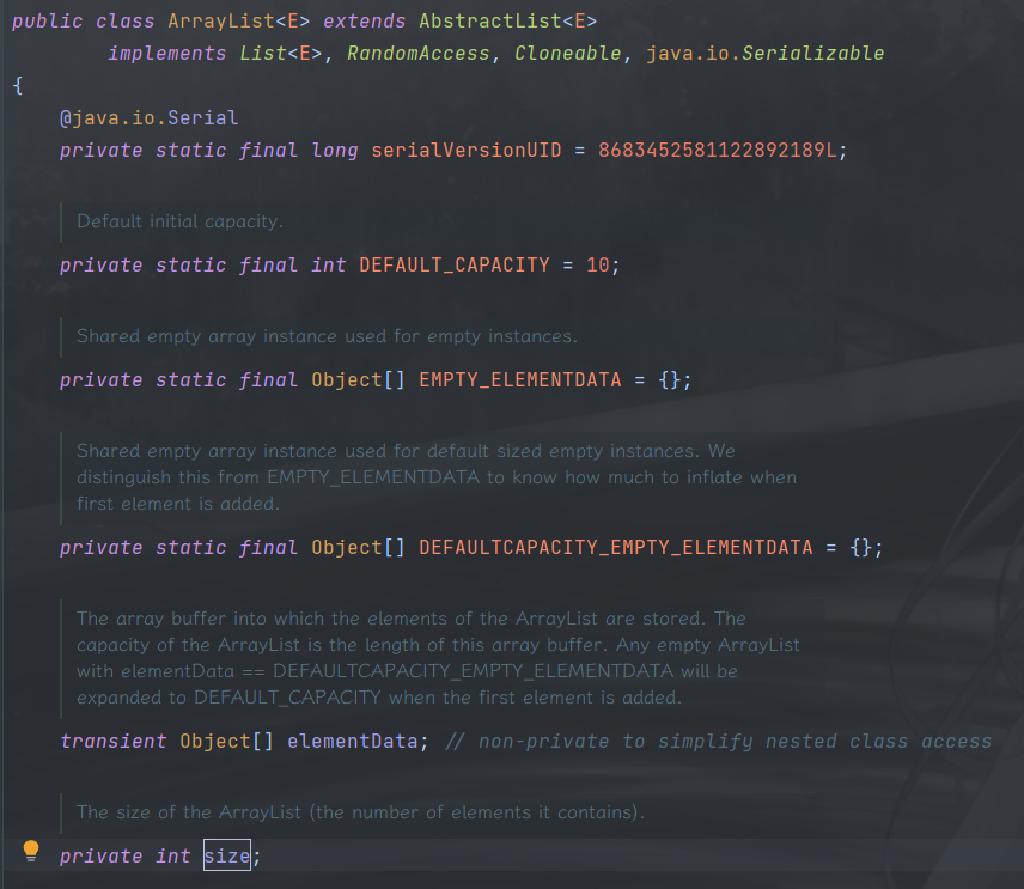 public class ArrayList<E> extends AbstractList<E>
implements List<E>, RandomAccess, Cloneable, java.io.Serializable
{
@java.io.Serial
private static final long serialVersionUID = 8683452581122892189L;
Default initial capacity.
private static final int DEFAULT_CAPACITY = 10;
Shared empty array instance used for empty instances.
private static final Object[] EMPTY_ELEMENTDATA = {};
Shared empty array instance used for default sized empty instances. We
distinguish this from EMPTY_ELEMENTDATA to know how much to inflate when
first element is added.
private static final Object[] DEFAULTCAPACITY_EMPTY_ELEMENTDATA = {};
The array buffer into which the elements of the ArrayList are stored. The
capacity of the ArrayList is the length of this array buffer. Any empty ArrayList
with elementData == DEFAULTCAPACITY_EMPTY_ELEMENTDATA will be
expanded to DEFAULT_CAPACITY when the first element is added.
transient Object[] elementData; // non-private to simplify nested class access
The size of the ArrayList (the number of elements it contains).
private int size;